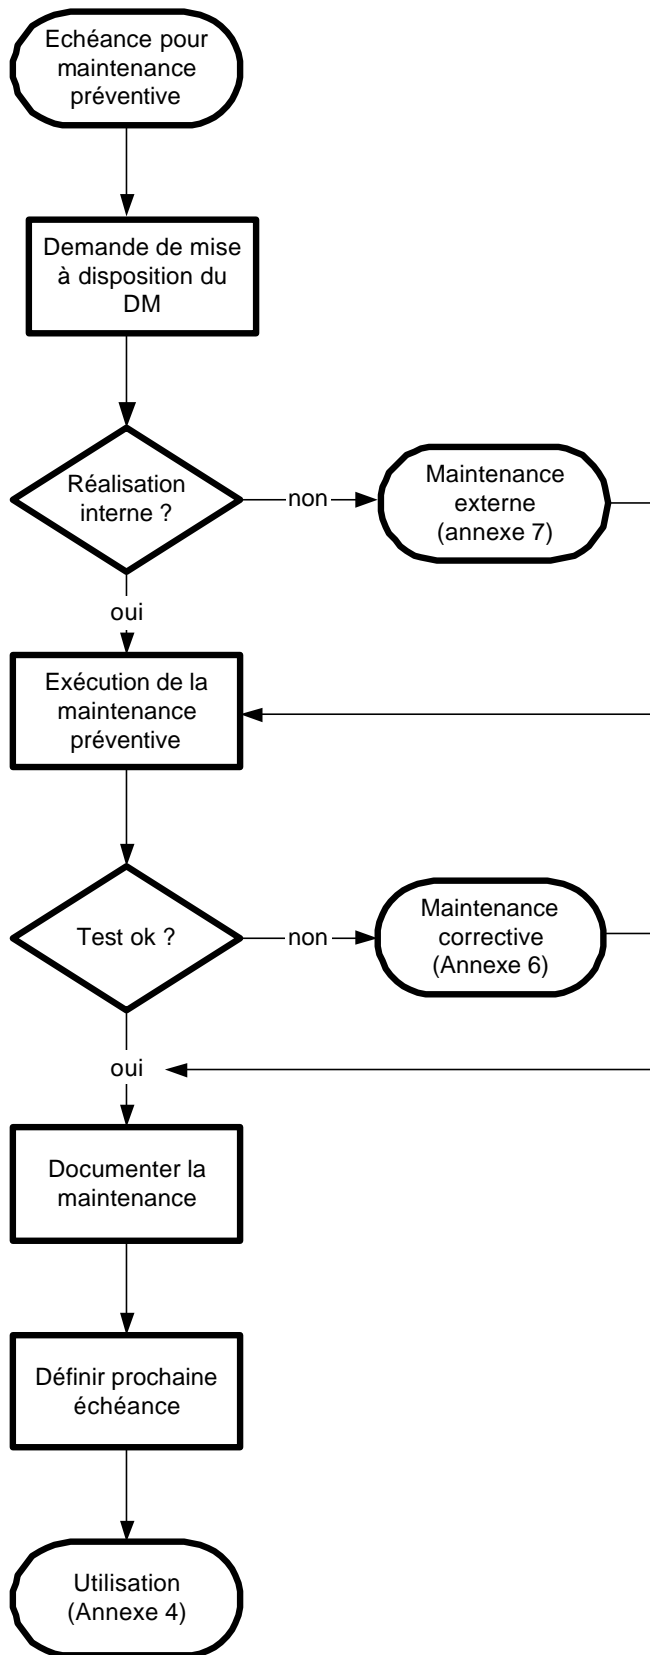 Echéance pour
maintenance
préventive
Demande de mise
à disposition du
DM
Réalisation
interne ?
non
Maintenance
externe
(annexe 7)
oui
Exécution de la
maintenance
préventive
Test ok ?
non
Maintenance
corrective
(Annexe 6)
oui
Documenter la
maintenance
Définir prochaine
échéance
Utilisation
(Annexe 4)